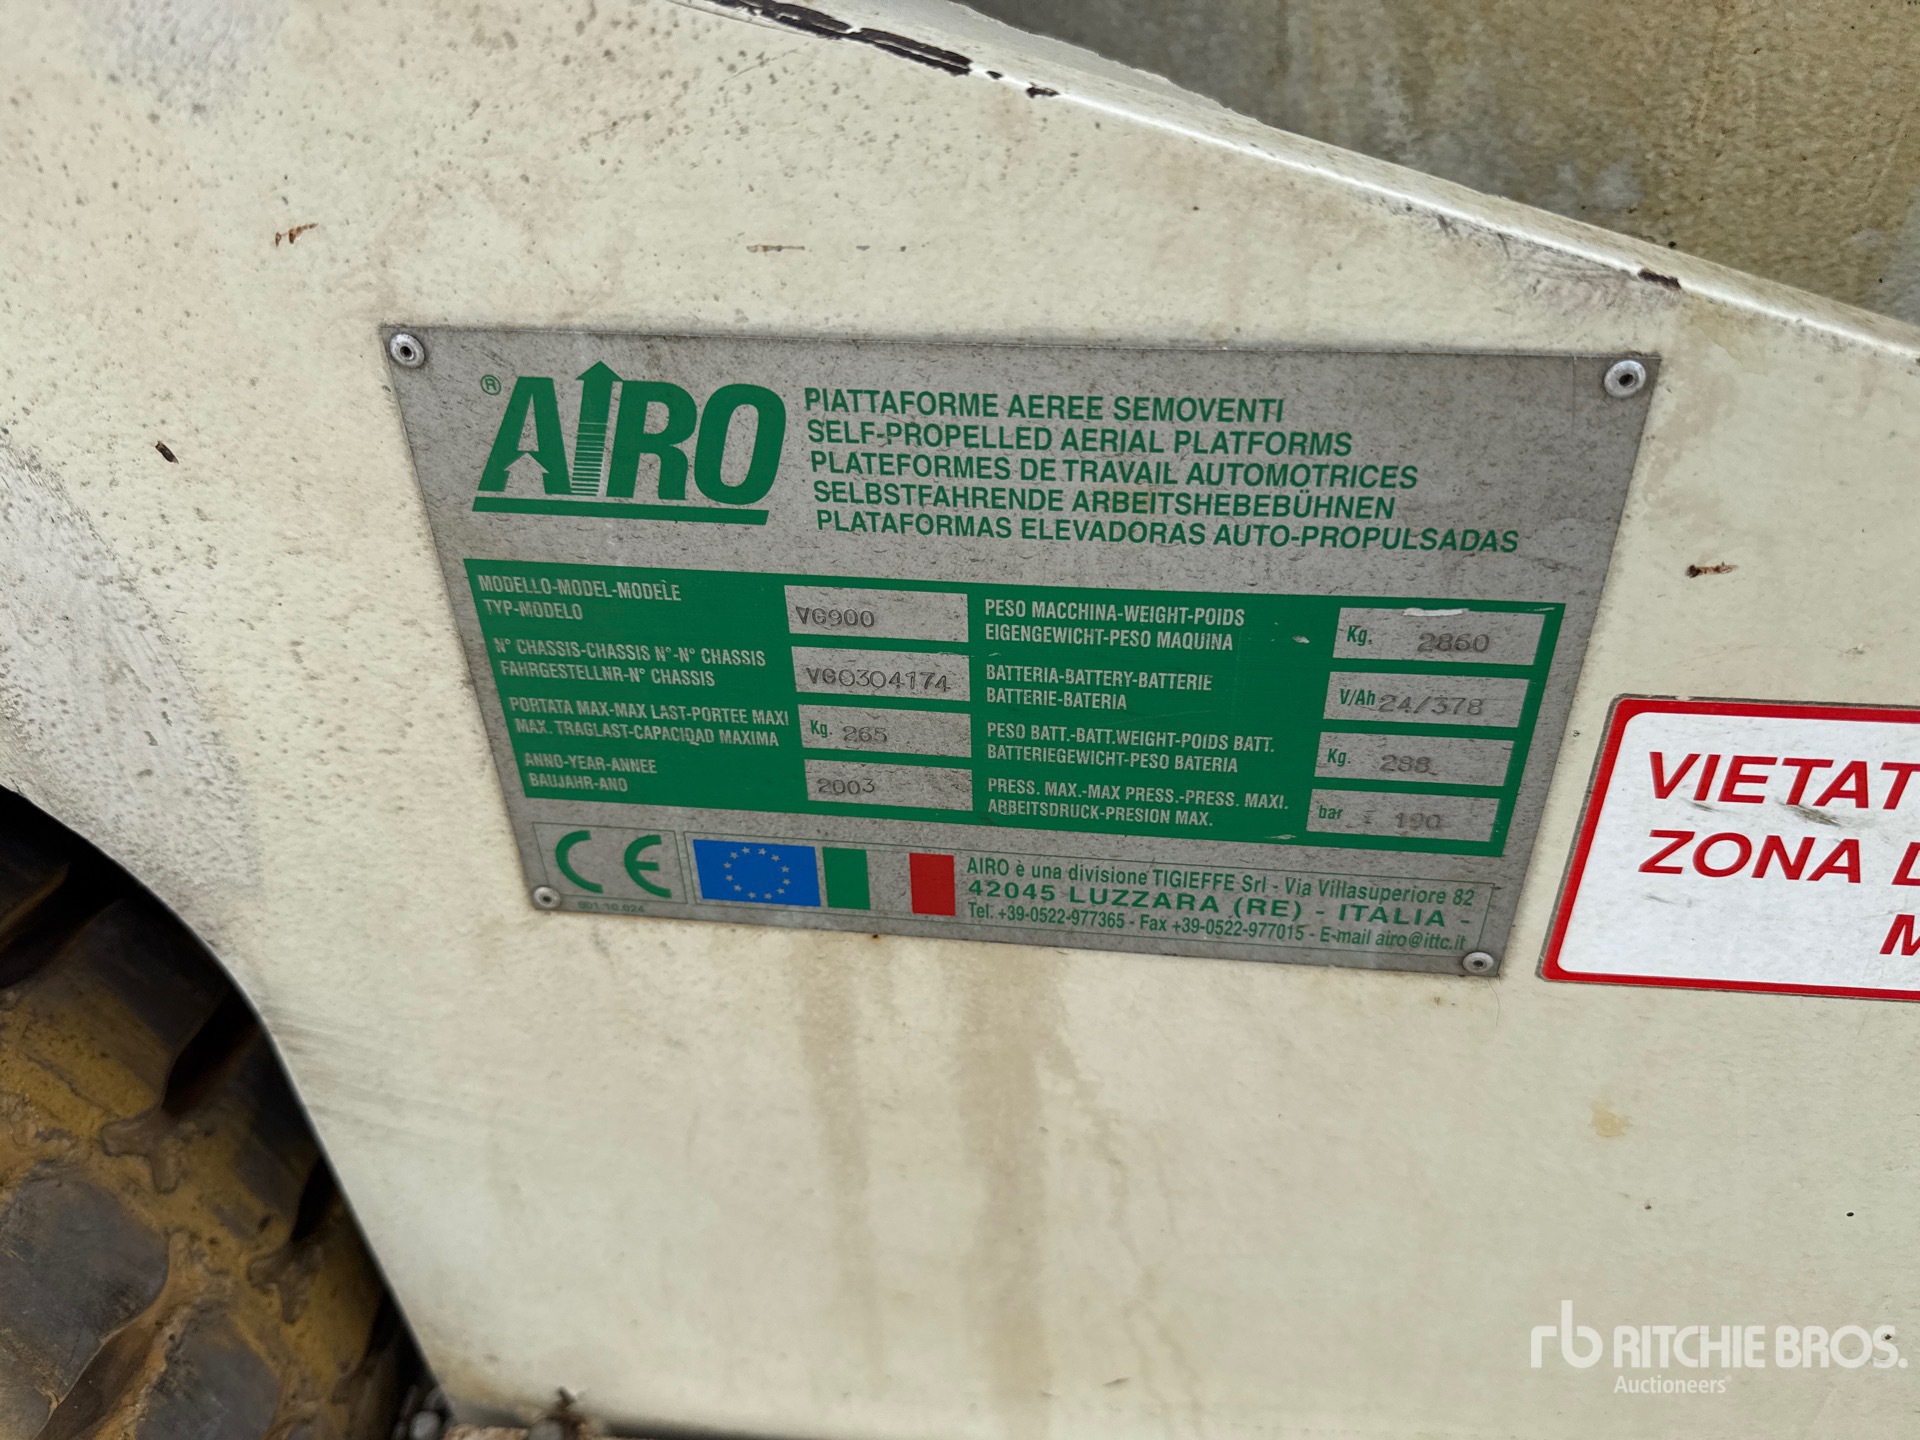 ® AIRO
PIATTAFORME AEREE SEMOVENTI
SELF-PROPELLED AERIAL PLATFORMS
PLATEFORMES DE TRAVAIL AUTOMOTRICES
SELBSTFAHRENDE ARBEITSHEBEBÜHNEN
PLATAFORMAS ELEVADORAS AUTO-PROPULSADAS
MODELLO-MODEL-MODELE
TYP-MODELO
VG900
N° CHASSIS-CHASSIS N°-N° CHASSIS
FAHRGESTELLNR-N° CHASSIS
VG0304174
PORTATA MAX-MAX LAST-PORTEE MAXI
MAX. TRAGLAST-CAPACIDAD MAXIMA
Kg. 265
ANNO-YEAR-ANNEE
BAUJAHR-ANO
2003
PESO MACCHINA-WEIGHT-POIDS
EIGENGEWICHT-PESO MAQUINA
Kg. 2860
BATTERIA-BATTERY-BATTERIE
BATTERIE-BATERIA
V/Ah 24/378
PESO BATT.-BATT.WEIGHT-POIDS BATT.
BATTERIEGEWICHT-PESO BATERIA
Kg. 288
PRESS. MAX.-MAX PRESS.-PRESS. MAXI.
ARBEITSDRUCK-PRESION MAX.
bar 190
CE
001.10.024
AIRO è una divisione TIGIEFFE Srl - Via Villasuperiore 82
42045 LUZZARA (RE) - ITALIA -
Tel. +39-0522-977365 - Fax +39-0522-977015 - E-mail airo@ittc.it
VIETAT
ZONA D
M
rb RITCHIE BROS.
Auctioneers